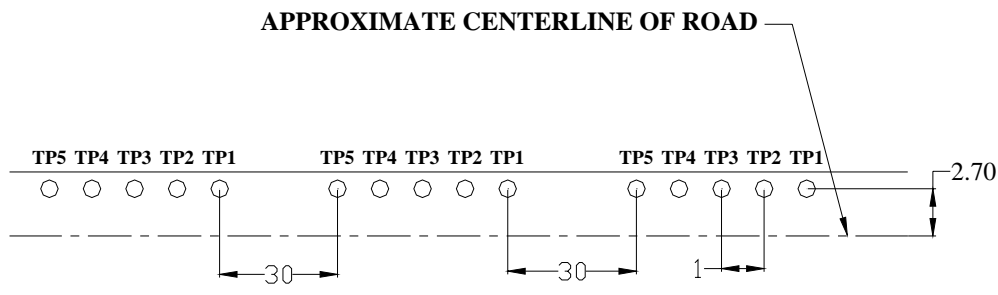 APPROXIMATE CENTERLINE OF ROAD
TP5 TP4 TP3 TP2 TP1 TP5 TP4 TP3 TP2 TP1 TP5 TP4 TP3 TP2 TP1
2.70
30 30 1